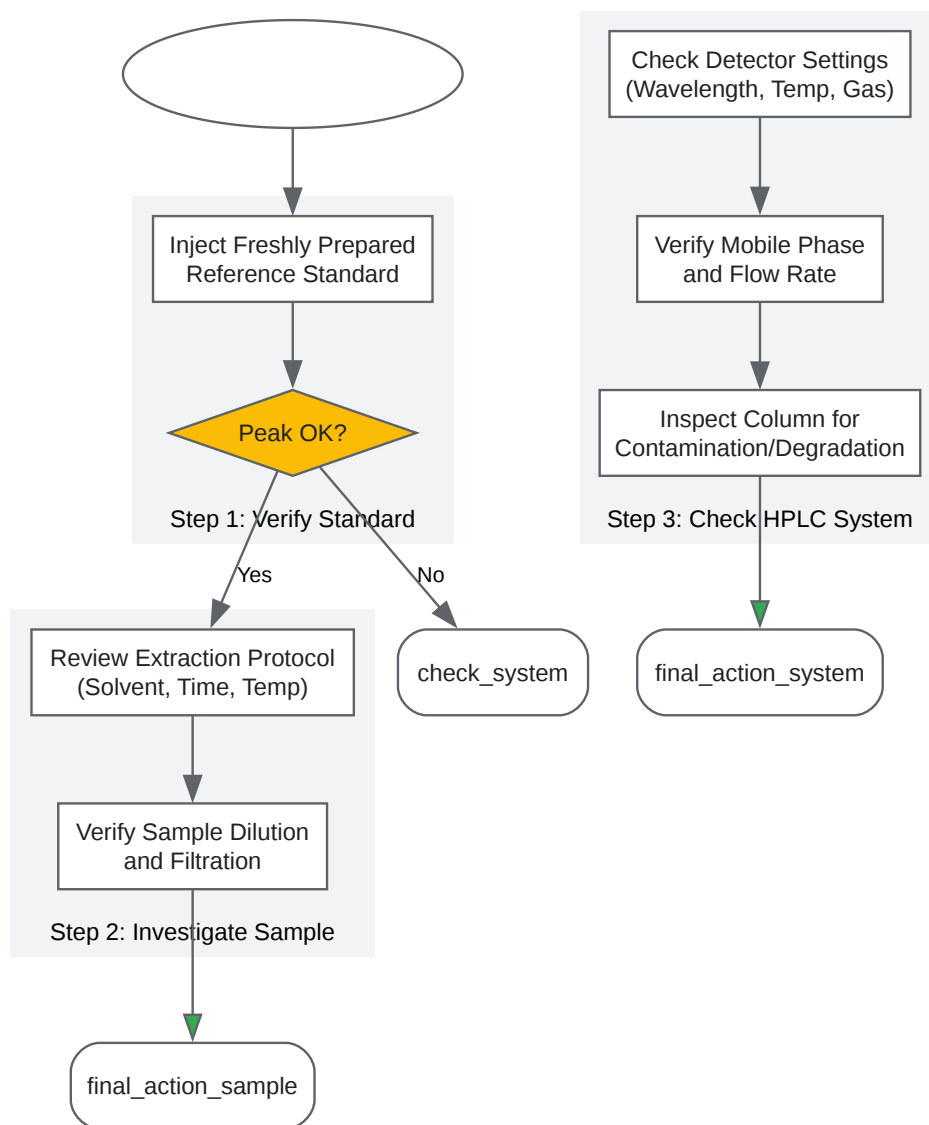 Inject Freshly Prepared
Reference Standard
Peak OK?
Step 1: Verify Standard
Yes
No
Review Extraction Protocol
(Solvent, Time, Temp)
check_system
Verify Sample Dilution
and Filtration
Step 2: Investigate Sample
final_action_sample
Check Detector Settings
(Wavelength, Temp, Gas)
Verify Mobile Phase
and Flow Rate
Inspect Column for
Contamination/Degradation
Step 3: Check HPLC System
final_action_system